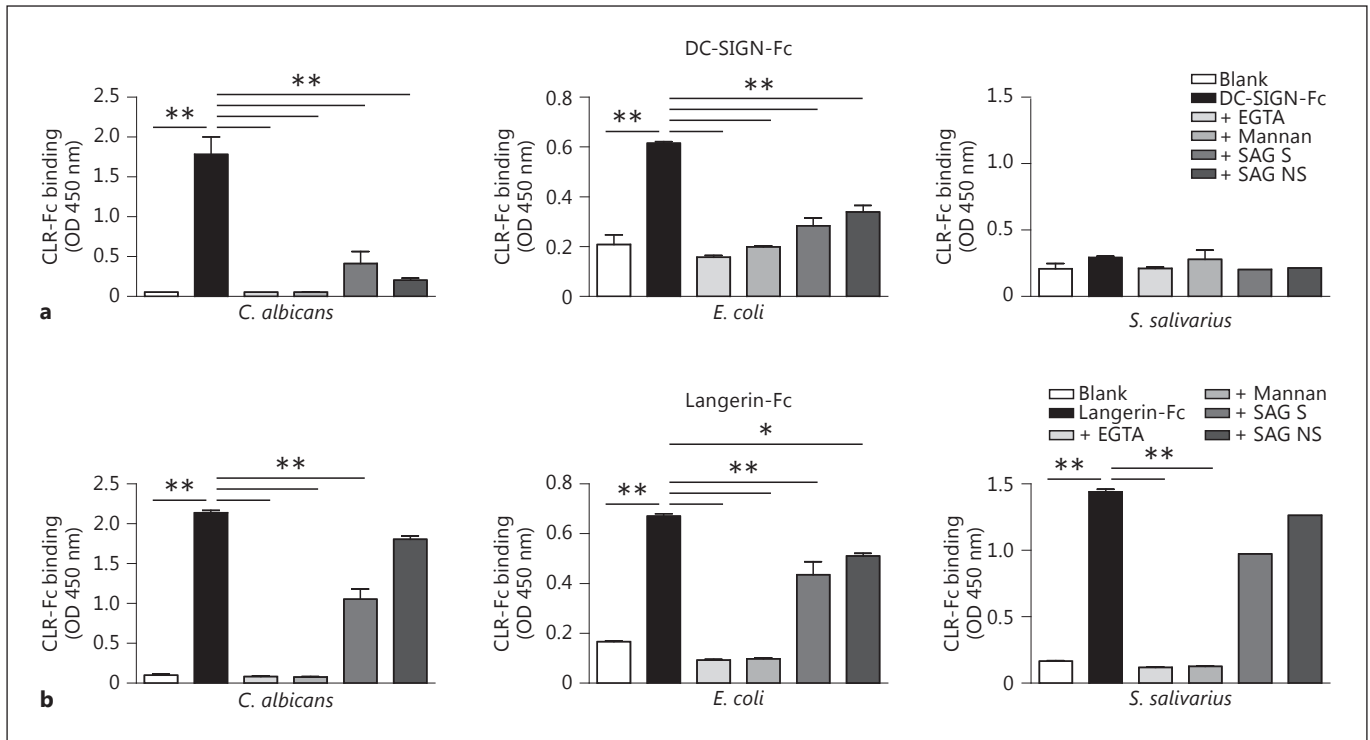 DC-SIGN-Fc
CLR-Fc binding
(OD 450 nm)
2.5
2.0
1.5
1.0
0.5
0
**
**
C. albicans
CLR-Fc binding
(OD 450 nm)
0.8
0.6
0.4
0.2
0
**
**
E. coli
CLR-Fc binding
(OD 450 nm)
1.5
1.0
0.5
0
S. salivarius
Blank
DC-SIGN-Fc
+ EGTA
+ Mannan
+ SAG S
+ SAG NS
a
Langerin-Fc
CLR-Fc binding
(OD 450 nm)
2.5
2.0
1.5
1.0
0.5
0
**
**
C. albicans
CLR-Fc binding
(OD 450 nm)
0.8
0.6
0.4
0.2
0
**
**
*
E. coli
CLR-Fc binding
(OD 450 nm)
1.5
1.0
0.5
0
**
**
S. salivarius
Blank
Langerin-Fc
+ EGTA
+ Mannan
+ SAG S
+ SAG NS
b